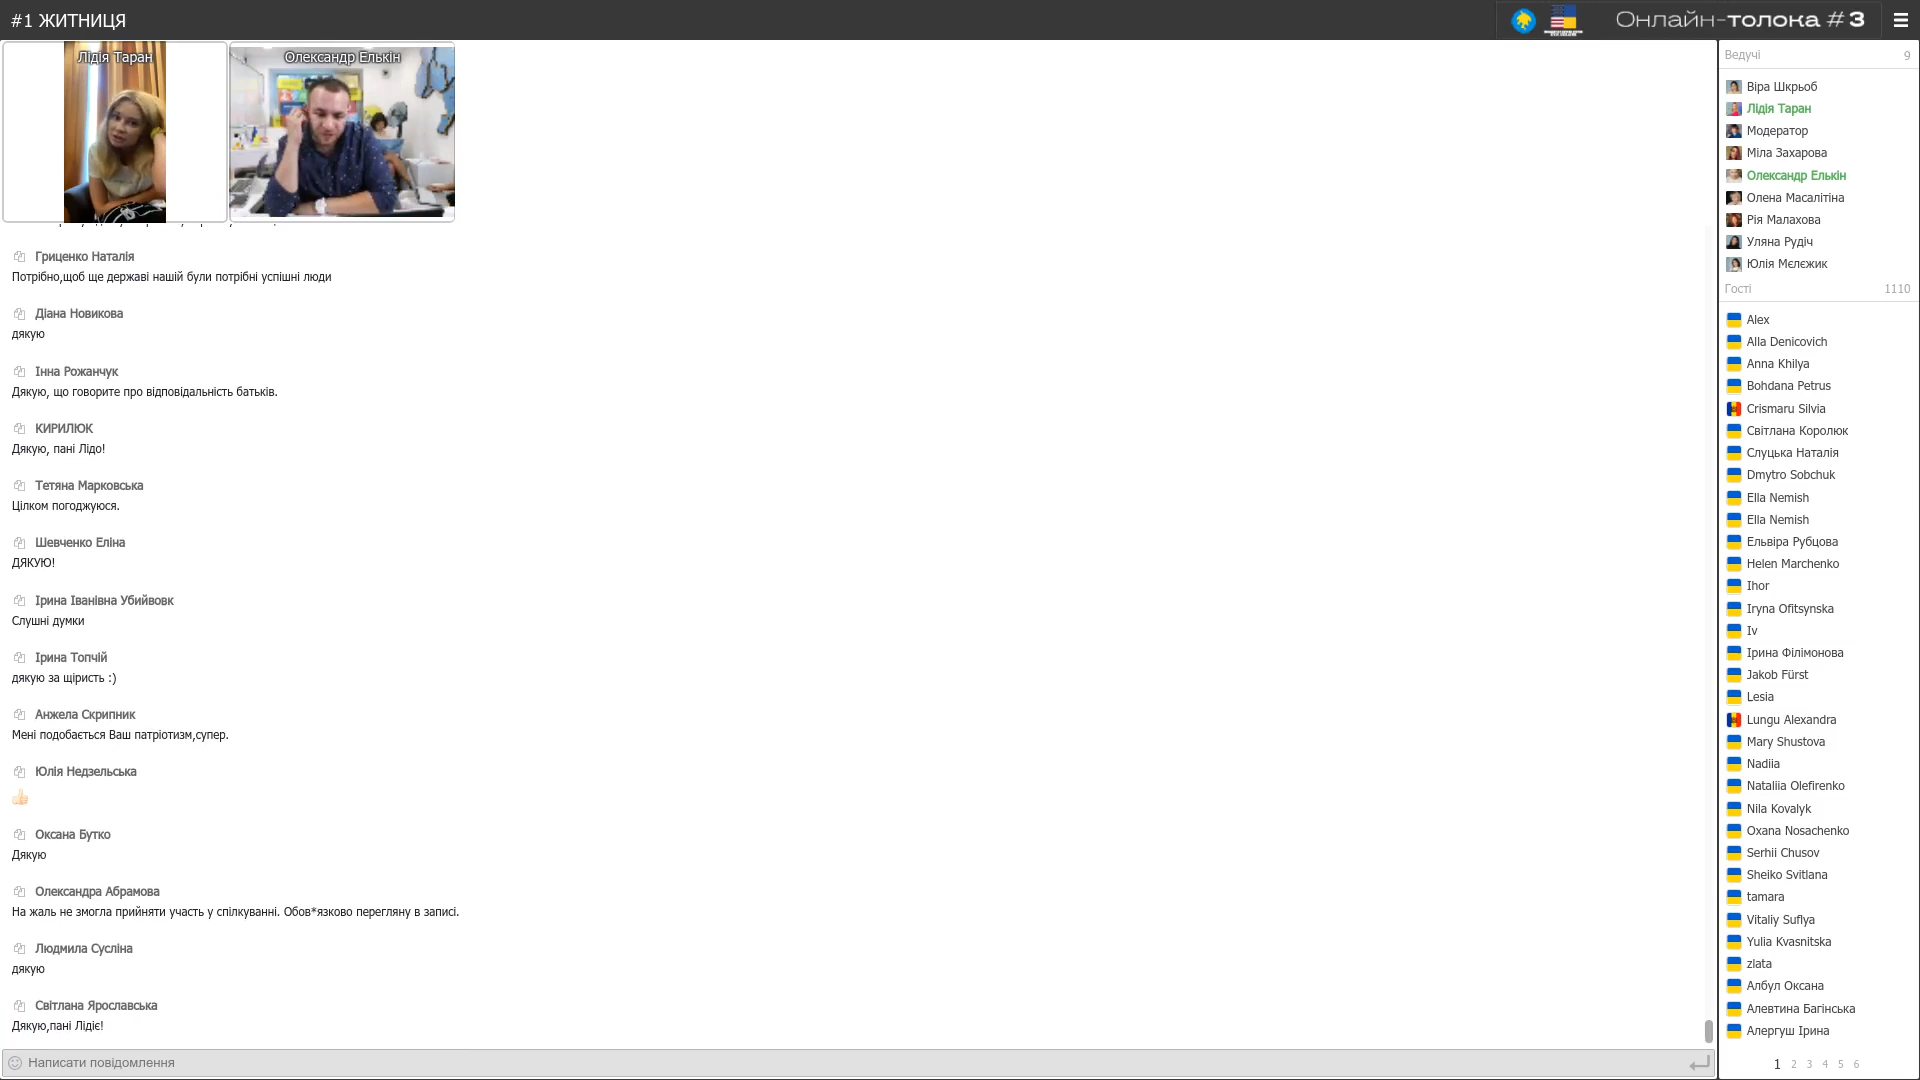 #1 ЖИТНИЦЯ
Онлайн-толока #3
Лідія Таран
Олександр Елькін
Гриценко Наталія
Потрібно,щоб ще державі нашій були потрібні успішні люди
Діана Новикова
дякую
Інна Рожанчук
Дякую, що говорите про відповідальність батьків.
КИРИЛЮК
Дякую, пані Лідо!
Тетяна Марковська
Цілком погоджуюся.
Шевченко Еліна
ДЯКУЮ!
Ірина Іванівна Убийвовк
Слушні думки
Ірина Топчій
дякую за щіристь :)
Анжела Скрипник
Мені подобається Ваш патріотизм,супер.
Юлія Недзельська
Оксана Бутко
Дякую
Олександра Абрамова
На жаль не змогла прийняти участь у спілкуванні. Обов*язково перегляну в записі.
Людмила Сусліна
дякую
Світлана Ярославська
Дякую,пані Лідіє!
Написати повідомлення
Ведучі 9
Віра Шкрьоб
Лідія Таран
Модератор
Міла Захарова
Олександр Елькін
Олена Масалітіна
Рія Малахова
Уляна Рудіч
Юлія Мєлєжик
Гості 1110
Alex
Alla Denicovich
Anna Khilya
Bohdana Petrus
Crismaru Silvia
Світлана Королюк
Слуцька Наталія
Dmytro Sobchuk
Ella Nemish
Ella Nemish
Ельвіра Рубцова
Helen Marchenko
Ihor
Iryna Ofitsynska
Iv
Ірина Філімонова
Jakob Fürst
Lesia
Lungu Alexandra
Mary Shustova
Nadiia
Nataliia Olefirenko
Nila Kovalyk
Oxana Nosachenko
Serhii Chusov
Sheiko Svitlana
tamara
Vitaliy Suflya
Yulia Kvasnitska
zlata
Албул Оксана
Алевтина Багінська
Алергуш Ірина
1 2 3 4 5 6